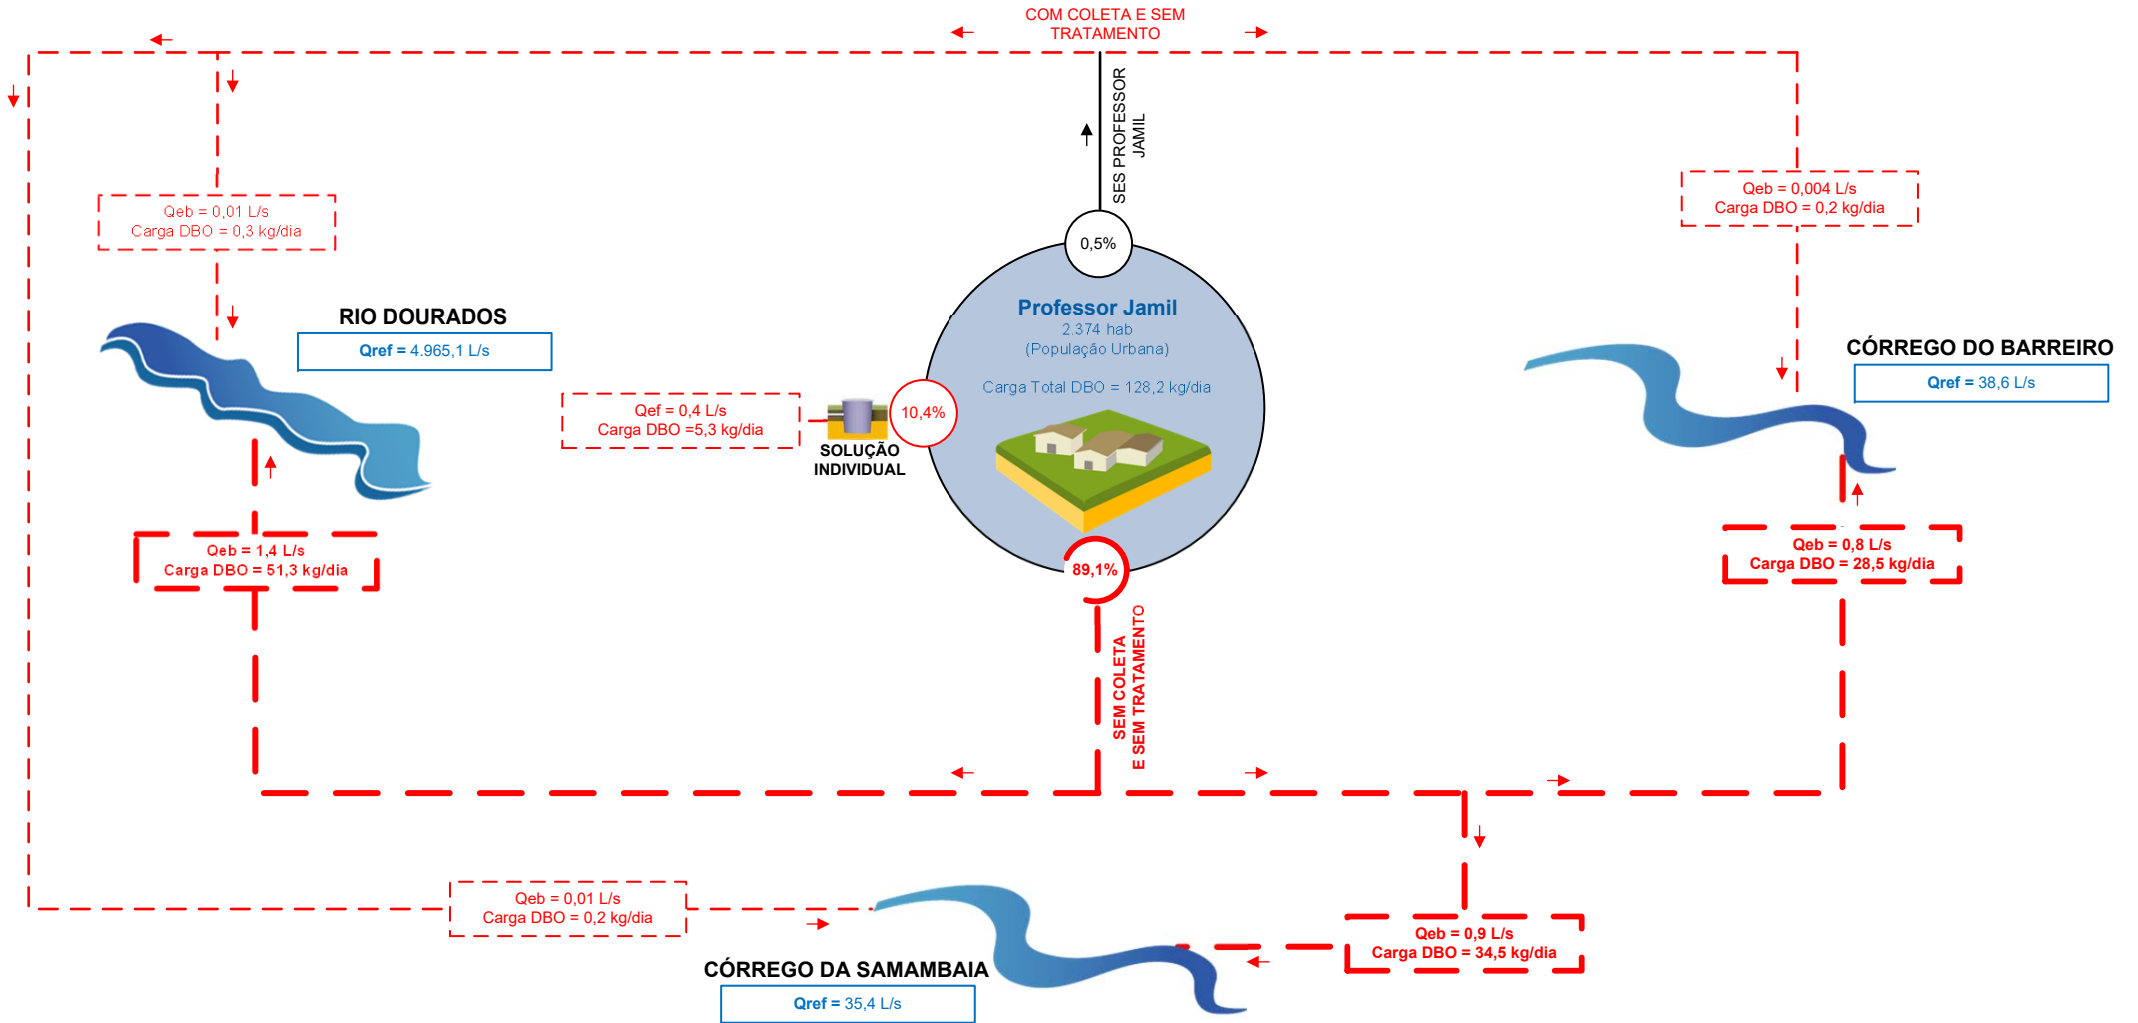 COM COLETA E SEM
TRATAMENTO
SES PROFESSOR
JAMIL
Qeb = 0,01 L/s
Carga DBO = 0,3 kg/dia
Qeb = 0,004 L/s
Carga DBO = 0,2 kg/dia
0,5%
RIO DOURADOS
Qref = 4.965,1 L/s
Professor Jamil
2.374 hab
(População Urbana)
Carga Total DBO = 128,2 kg/dia
CÓRREGO DO BARREIRO
Qref = 38,6 L/s
Qef = 0,4 L/s
Carga DBO =5,3 kg/dia
10,4%
SOLUÇÃO
INDIVIDUAL
Qeb = 1,4 L/s
Carga DBO = 51,3 kg/dia
89,1%
Qeb = 0,8 L/s
Carga DBO = 28,5 kg/dia
SEM COLETA
E SEM TRATAMENTO
Qeb = 0,01 L/s
Carga DBO = 0,2 kg/dia
Qeb = 0,9 L/s
Carga DBO = 34,5 kg/dia
CÓRREGO DA SAMAMBAIA
Qref = 35,4 L/s